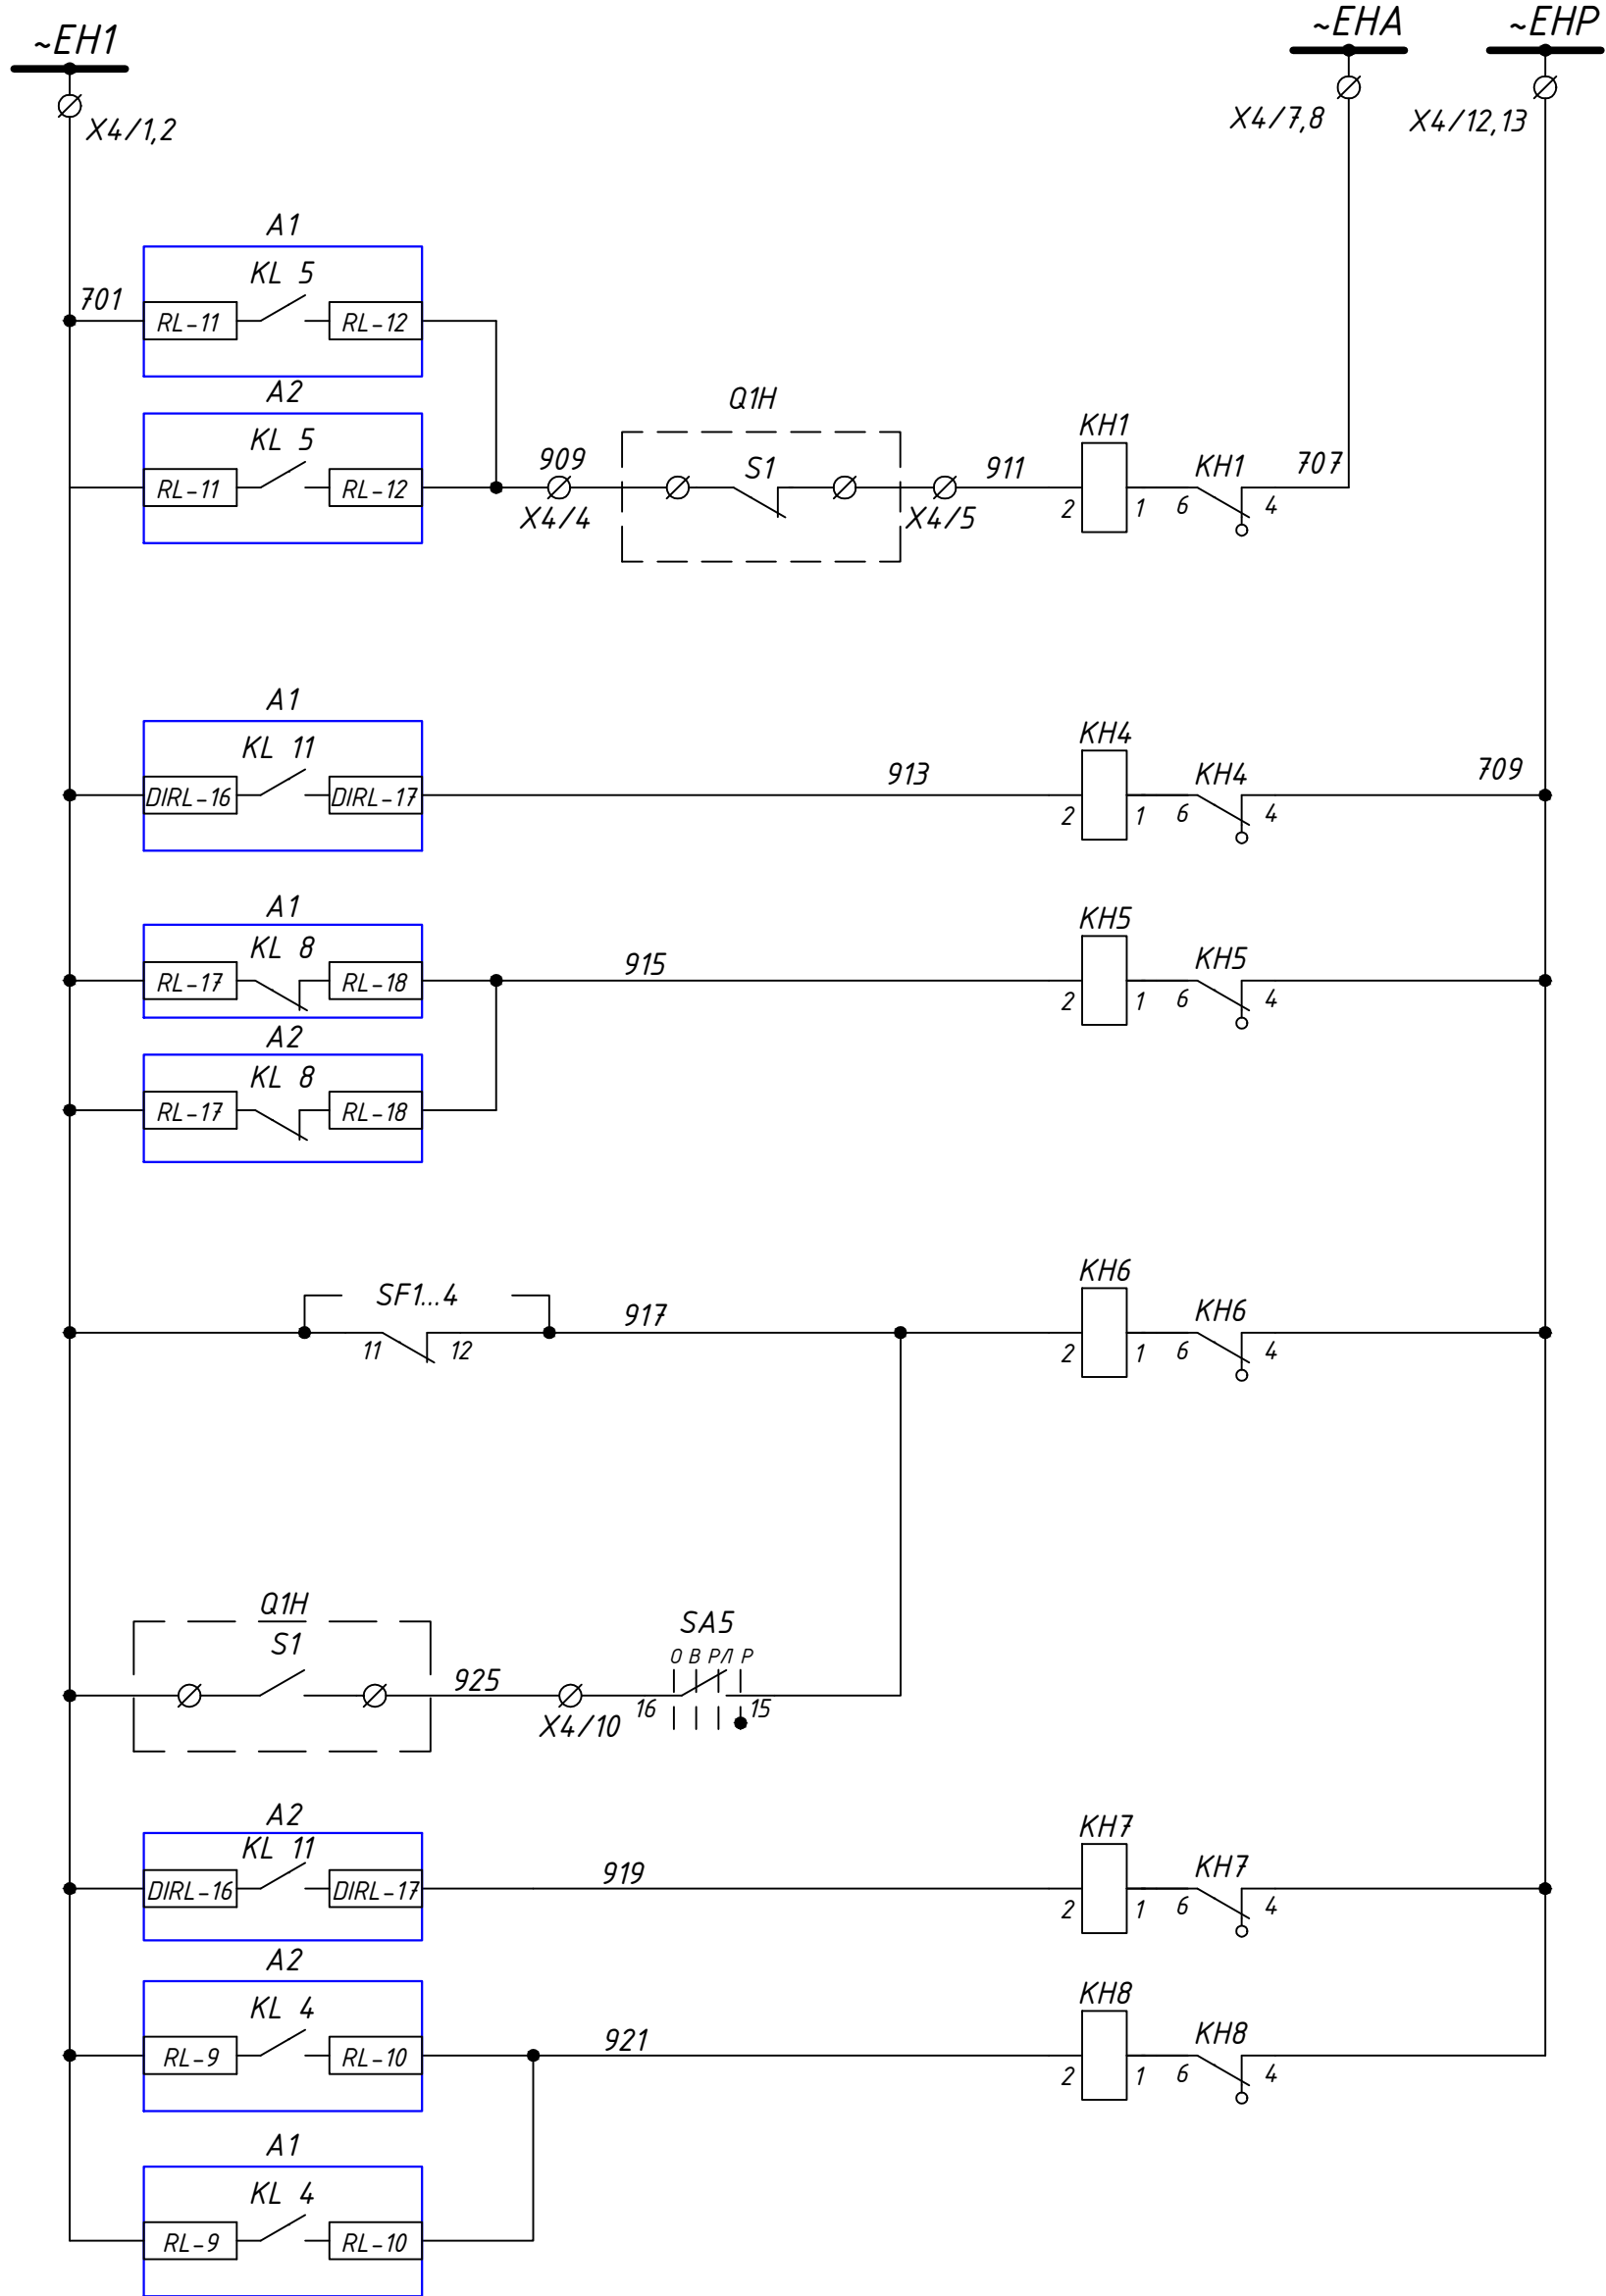 ~EH1 ~EHA ~EHP
X4/1,2 X4/7,8 X4/12,13
A1
KL 5
701 RL-11 RL-12
A2
KL 5
RL-11 RL-12
909
X4/4
Q1H
S1
X4/5
911
KH1
2 1
KH1
6 4
707
A1
KL 11
DIRL-16 DIRL-17
913
KH4
2 1
KH4
6 4
709
A1
KL 8
RL-17 RL-18
915
KH5
2 1
KH5
6 4
A2
KL 8
RL-17 RL-18
SF1...4
11 12
917
KH6
2 1
KH6
6 4
Q1H
S1
925
X4/10
SA5
О В РЛ Р
16 15
A2
KL 11
DIRL-16 DIRL-17
919
KH7
2 1
KH7
6 4
A2
KL 4
RL-9 RL-10
921
KH8
2 1
KH8
6 4
A1
KL 4
RL-9 RL-10